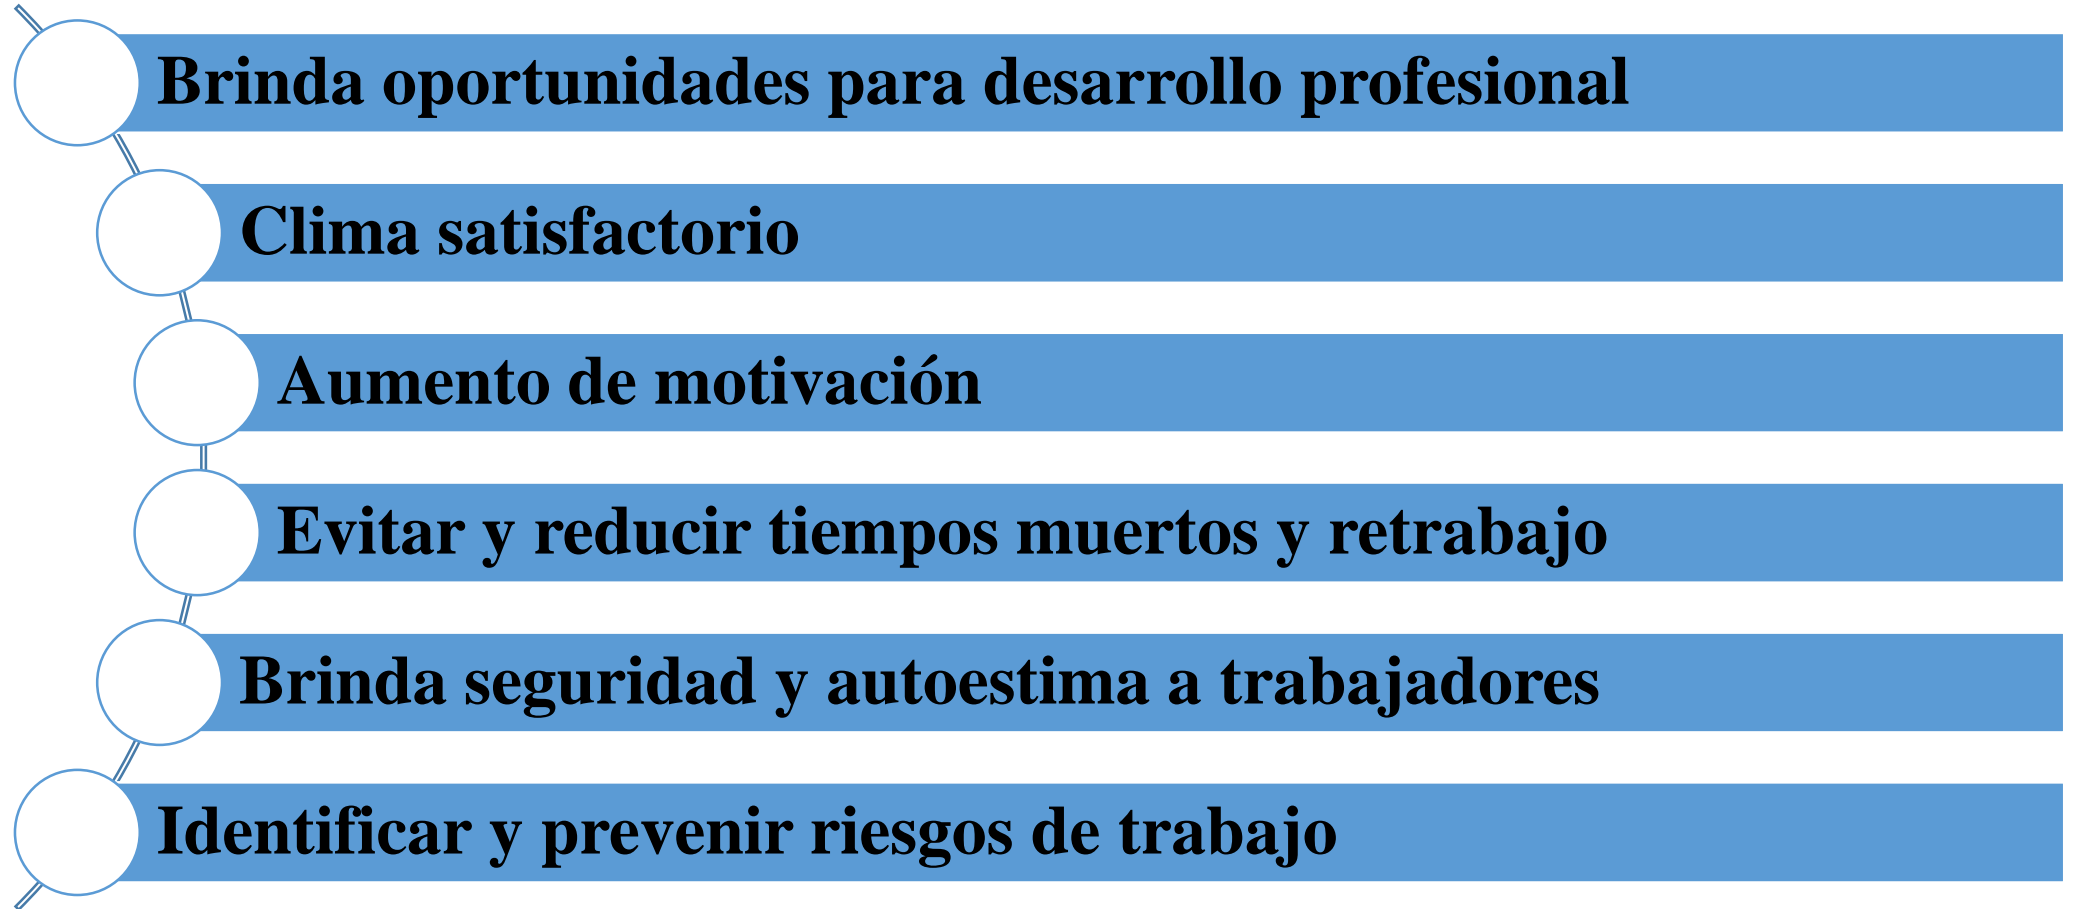 Brinda oportunidades para desarrollo profesional
Clima satisfactorio
Aumento de motivación
Evitar y reducir tiempos muertos y retrabajo
Brinda seguridad y autoestima a trabajadores
Identificar y prevenir riesgos de trabajo